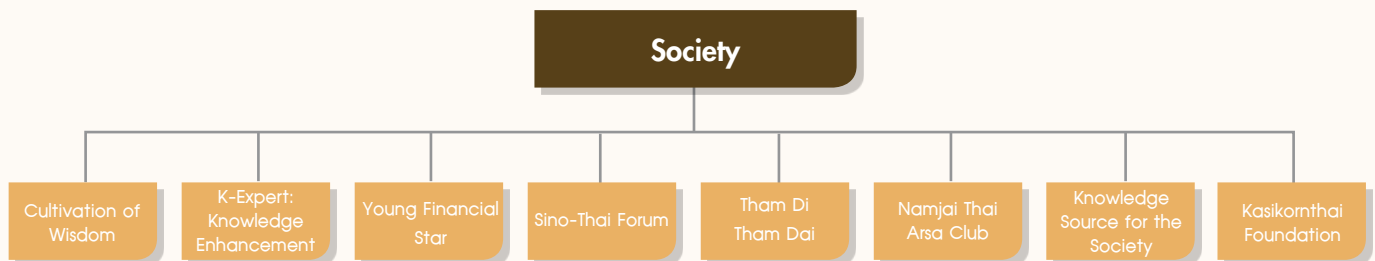 Society
Cultivation of
Wisdom
K-Expert:
Knowledge
Enhancement
Young Financial
Star
Sino-Thai Forum
Tham Di
Tham Dai
Namjai Thai
Arsa Club
Knowledge
Source for the
Society
Kasikornthai
Foundation